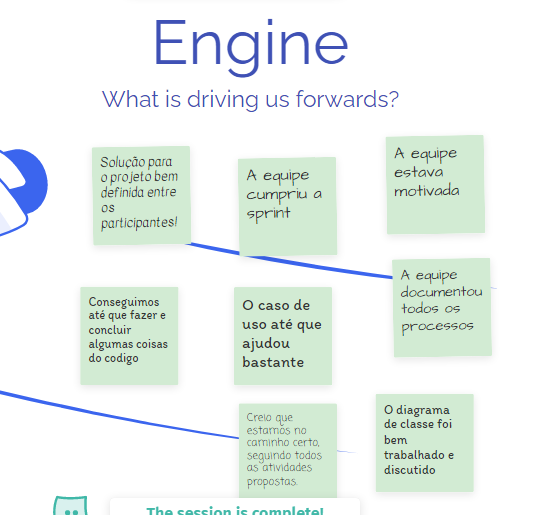 Engine
What is driving us forwards?
Solução para
o projeto bem
definida entre
os
participantes!
A equipe
cumpriu a
sprint
A equipe
estava
motivada
A equipe
documentou
todos os
processos
Conseguimos
até que fazer e
concluir
algumas coisas
do codigo
O caso de
uso até que
ajudou
bastante
Creio que
estamos no
caminho certo,
seguindo todos
as atividades
propostas.
O diagrama
de classe foi
bem
trabalhado e
discutido
The session is complete!